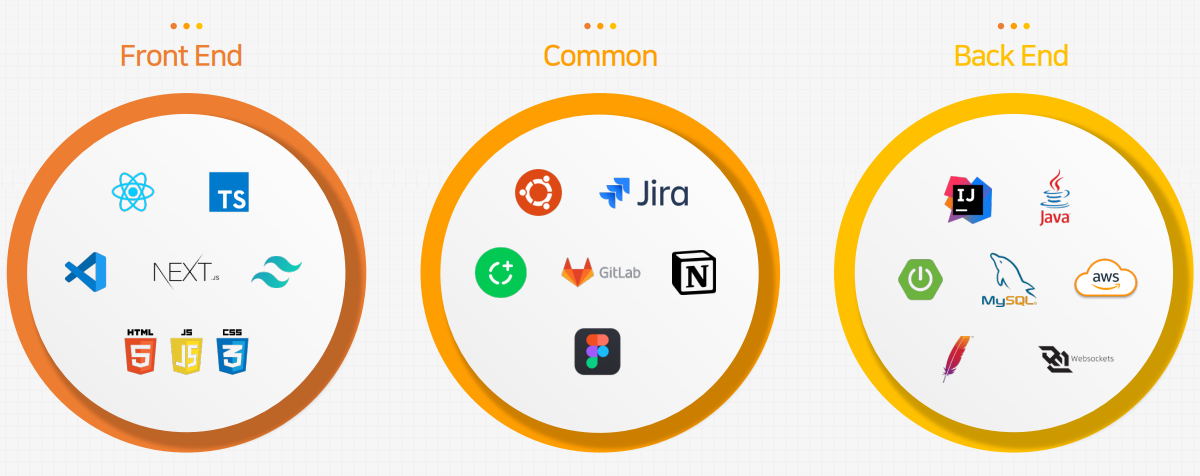 Front End
Common
Back End
TS
Jira
IJ
Java
NEXT.JS
GitLab
N
MySQL
aws
HTML
JS
CSS
5
JS
3
Websockets